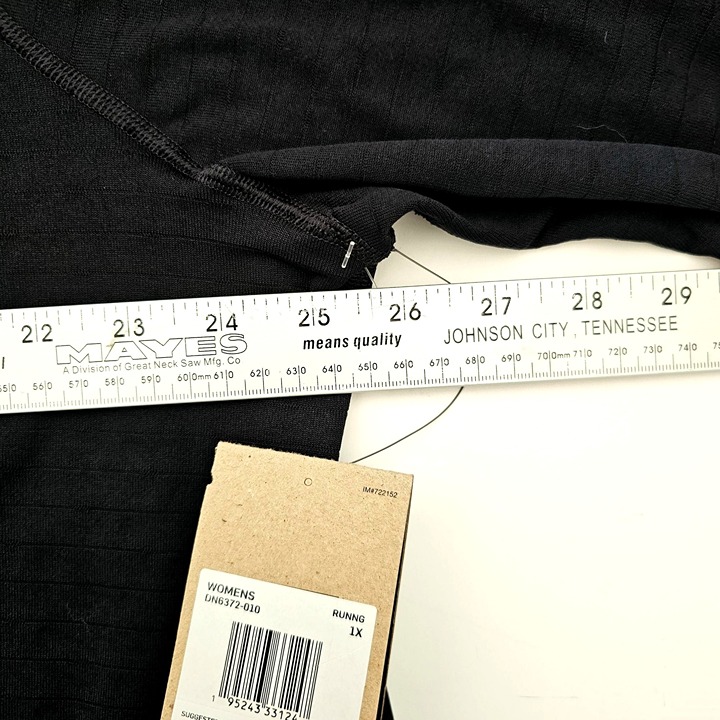 22 23 24 25 26 27 28 29
MAYES
A Division of Great Neck Saw Mfg. Co
means quality
JOHNSON CITY, TENNESSEE
56.0 57.0 58.0 59.0 60.0mm 61.0 62.0 63.0 64.0 65.0 66.0 67.0 68.0 69.0 70.0mm 71.0 72.0 73.0 74.0
IM#722152
WOMENS
DN6372-010
RUNNG
1X
1 95243 33124